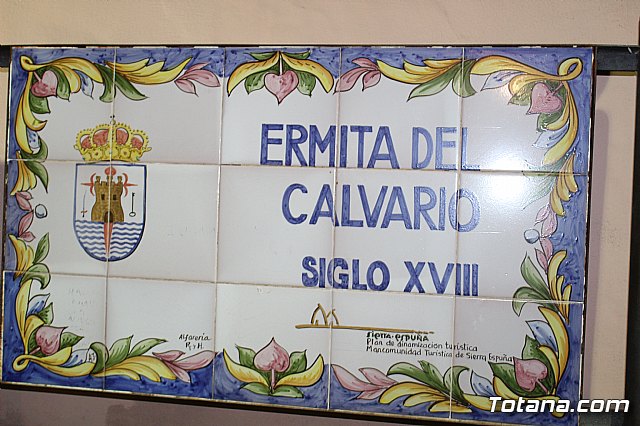 ERMITA DEL
CALVARIO
SIGLO XVIII
SIERRA ESPUÑA
Plan de dinamización turística
Mancomunidad Turística de Sierra Espuña
Alfarería
P. y H.
Totana.com